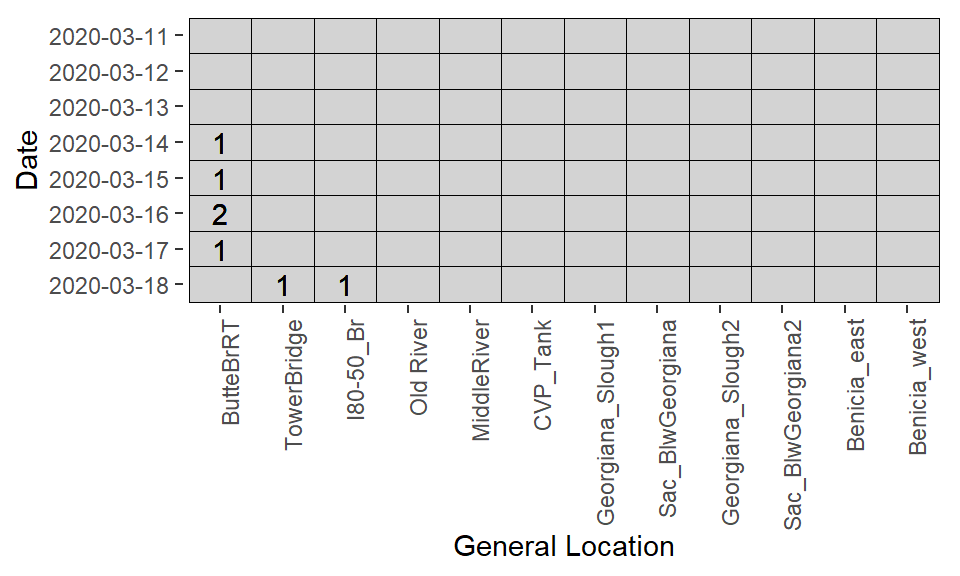 2020-03-11
2020-03-12
2020-03-13
2020-03-14 1
2020-03-15 1
2020-03-16 2
2020-03-17 1
2020-03-18 1 1
Date
ButteBrRT
TowerBridge
I80-50_Br
Old River
MiddleRiver
CVP_Tank
Georgiana_Slough1
Sac_BlwGeorgiana
Georgiana_Slough2
Sac_BlwGeorgiana2
Benicia_east
Benicia_west
General Location